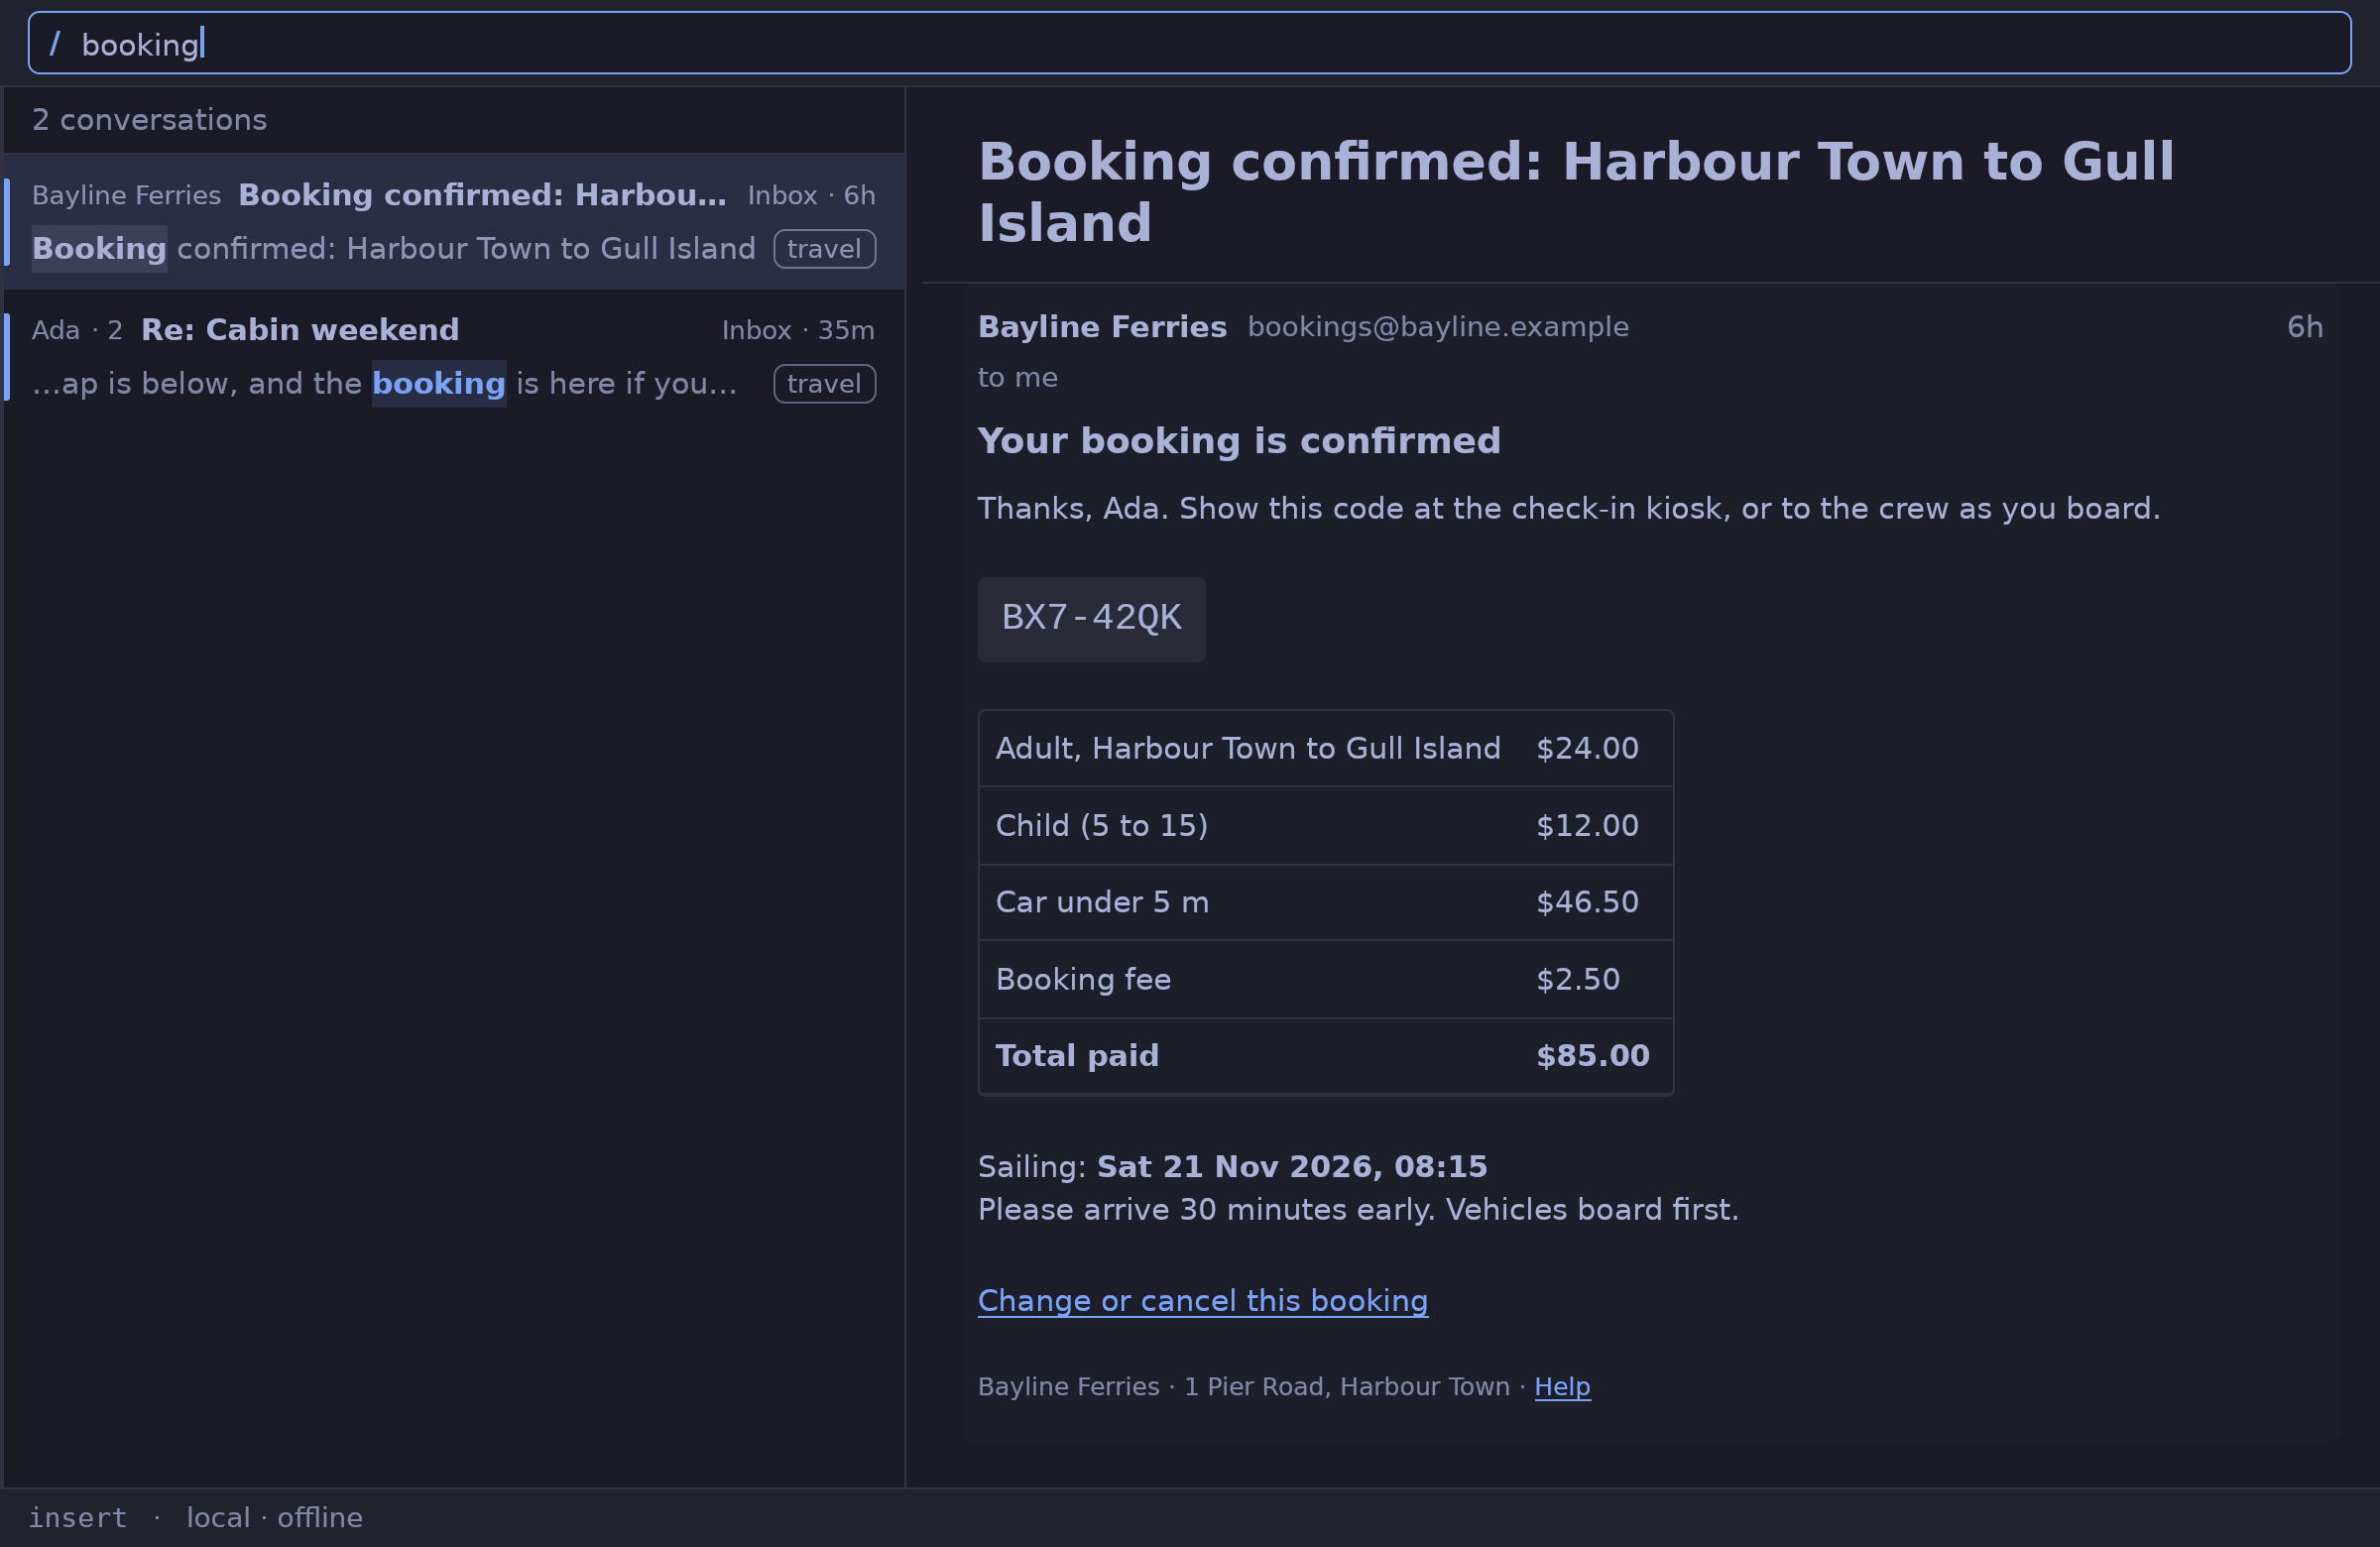 / booking
2 conversations
Bayline Ferries Booking confirmed: Harbou… Inbox · 6h
Booking confirmed: Harbour Town to Gull Island travel
Ada · 2 Re: Cabin weekend Inbox · 35m
…ap is below, and the booking is here if you… travel
Booking confirmed: Harbour Town to Gull
Island
Bayline Ferries bookings@bayline.example 6h
to me
Your booking is confirmed
Thanks, Ada. Show this code at the check-in kiosk, or to the crew as you board.
BX7-42QK
Adult, Harbour Town to Gull Island $24.00
Child (5 to 15) $12.00
Car under 5 m $46.50
Booking fee $2.50
Total paid $85.00
Sailing: Sat 21 Nov 2026, 08:15
Please arrive 30 minutes early. Vehicles board first.
Change or cancel this booking
Bayline Ferries · 1 Pier Road, Harbour Town · Help
insert · local · offline